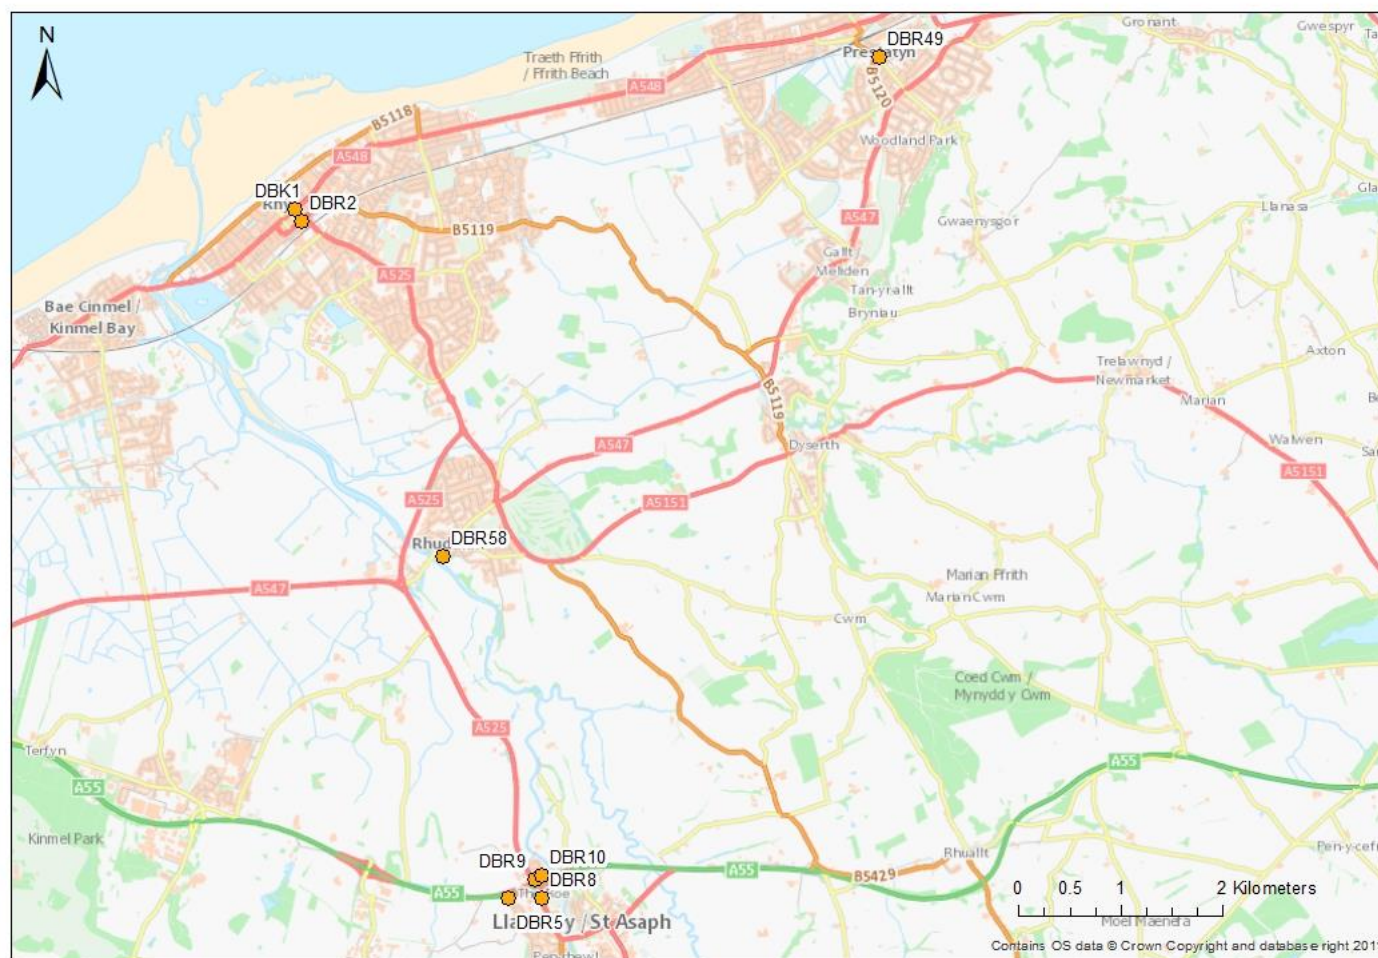 N
Gronant
Gwespyr
DBR49
Prestatyn
Traeth Ffrith
/ Ffrith Beach
A548
B5120
B5118
Woodland Park
A548
DBK1
DBR2
Llanasa
A547
Gwaenysgor
B5119
Gallt /
Meliden
A525
Tan-yr-allt
Bryniau
Bae Cinmel /
Kinmel Bay
Trelawnyd /
Newmarket
Axton
Marian
B5119
Walwen
Dyserth
A547
A5151
A525
A5151
DBR58
Marian Ffrith
Marian Cwm
A547
Cwm
Coed Cwm /
Mynydd y Cwm
A525
Terfyn
A55
A55
Kinmel Park
Rhuallt
DBR9
DBR10
A55
DBR8
B5429
A55
0 0.5 1 2 Kilometers
DBR5
/ St Asaph
Moel Maenefa
Contains OS data © Crown Copyright and database right 201